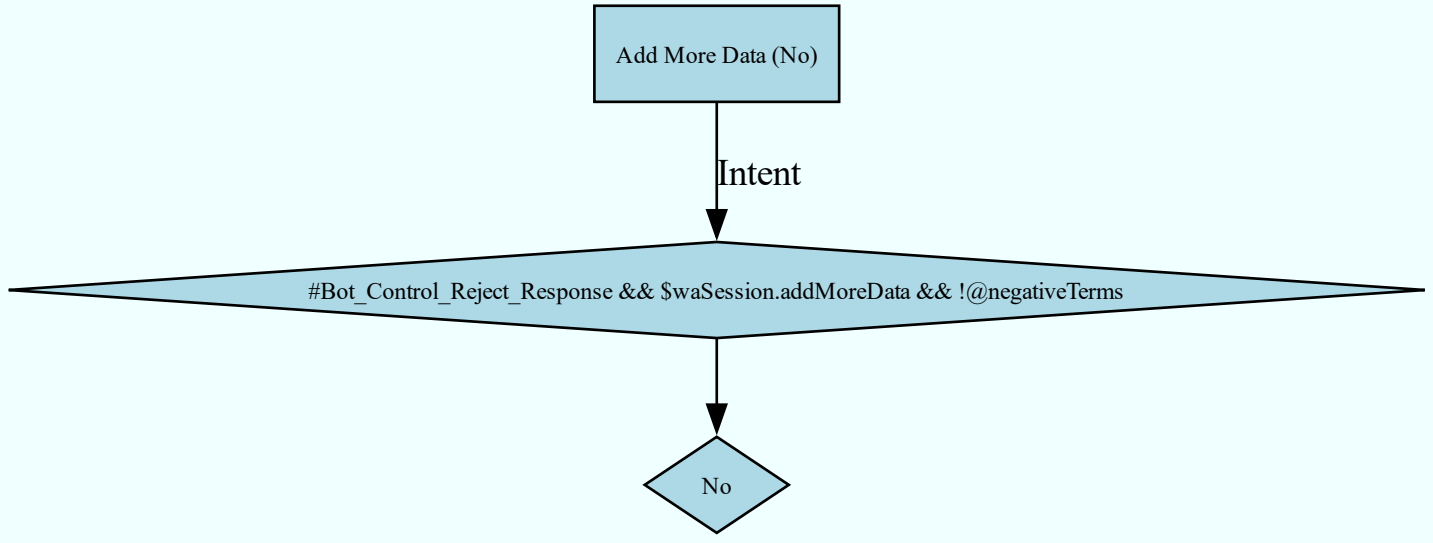 Add More Data (No)
Intent
#Bot_Control_Reject_Response && $waSession.addMoreData && !@negativeTerms
No